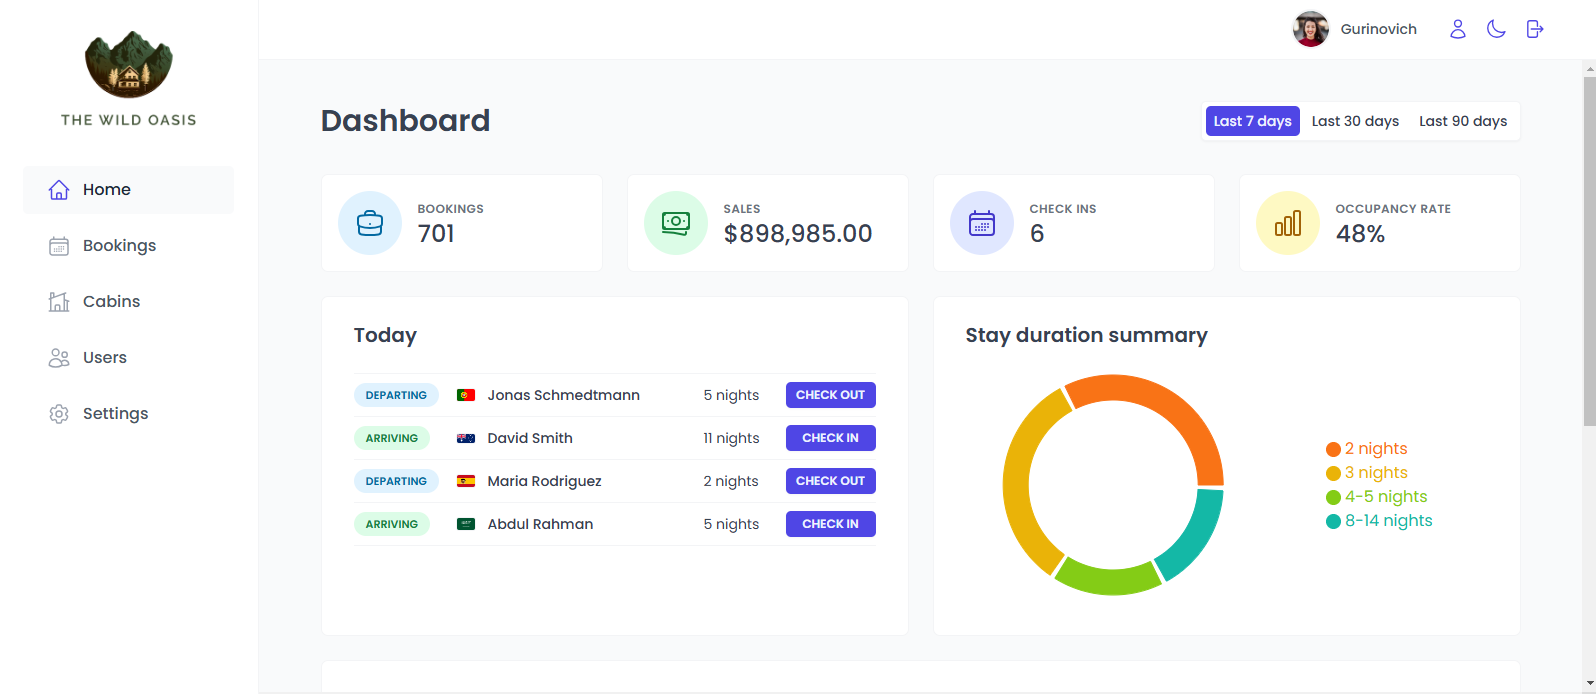 THE WILD OASIS
Home
Bookings
Cabins
Users
Settings
Gurinovich
Dashboard
Last 7 days Last 30 days Last 90 days
BOOKINGS
701
SALES
$898,985.00
CHECK INS
6
OCCUPANCY RATE
48%
Today
DEPARTING Jonas Schmedtmann 5 nights CHECK OUT
ARRIVING David Smith 11 nights CHECK IN
DEPARTING Maria Rodriguez 2 nights CHECK OUT
ARRIVING Abdul Rahman 5 nights CHECK IN
Stay duration summary
2 nights
3 nights
4-5 nights
8-14 nights